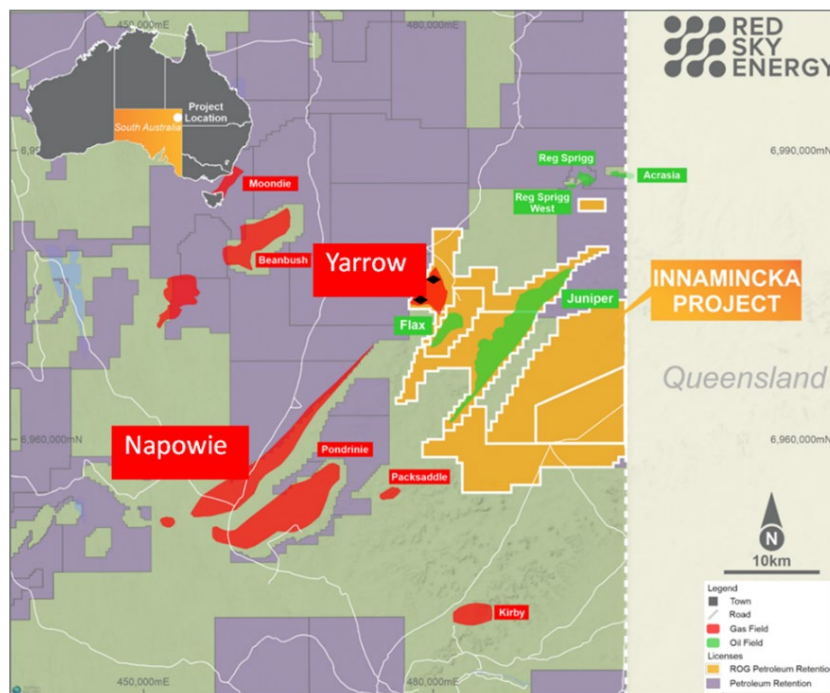 450,000mE
480,000mE
RED
SKY
ENERGY
Project
Location
South Australia
6,990,000mN
Moondie
Reg Sprigg
Acrasia
Reg Sprigg
West
Beanbush
Yarrow
INNAMINCKA
PROJECT
Juniper
Flax
Queensland
Napowie
6,960,000mN
6,960,000mN
Pondrinie
Packsaddle
N
10km
Kirby
Legend
Town
Road
Gas Field
Oil Field
Licenses
ROG Petroleum Retention
Petroleum Retention
450,000mE
480,000mE